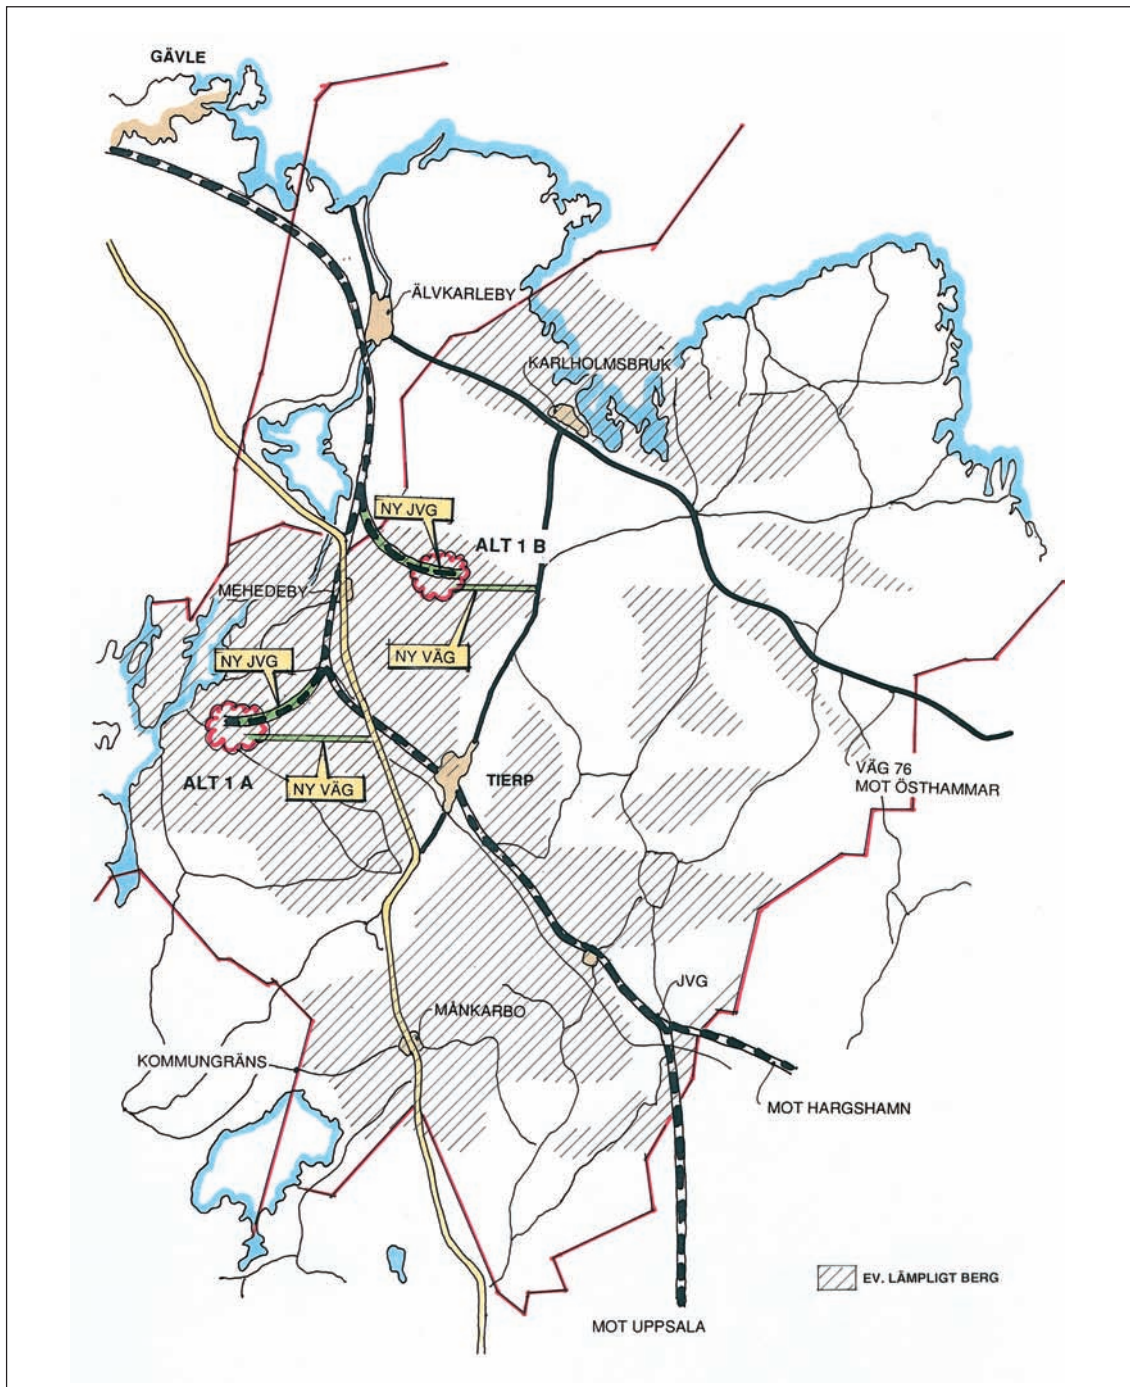 GÄVLE
ÄLVKARLEBY
KARLHOLMSBRUK
NY JVG
ALT 1 B
MEHEDEBY
NY VÄG
NY JVG
ALT 1 A
NY VÄG
TIERP
VÄG 76
MOT ÖSTHAMMAR
JVG
MÅNKARBO
KOMMUNGRÄNS
MOT HARGSHAMN
EV. LÄMPLIGT BERG
MOT UPPSALA